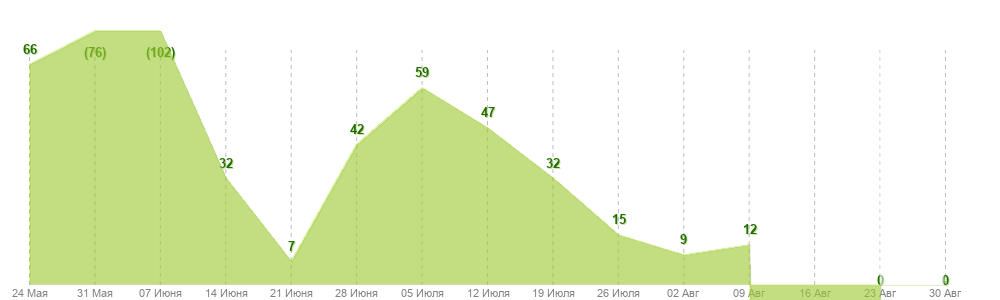 66 (76) (102) 32 7 42 59 47 32 15 9 12 0 0
24 Мая 31 Мая 07 Июня 14 Июня 21 Июня 28 Июня 05 Июля 12 Июля 19 Июля 26 Июля 02 Авг 09 Авг 16 Авг 23 Авг 30 Авг